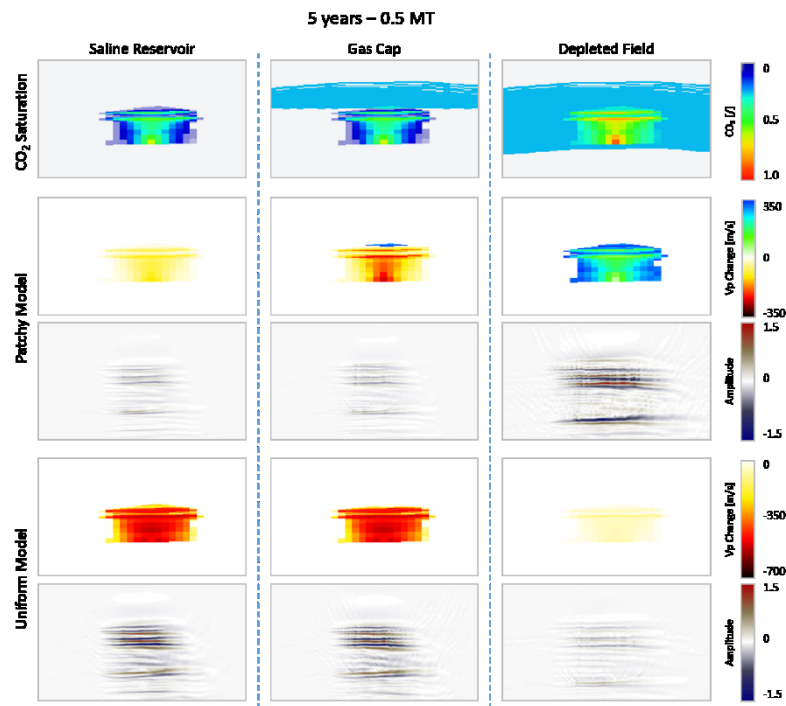 5 years – 0.5 MT
Saline Reservoir
Gas Cap
Depleted Field
CO₂ Saturation
0
0.5
1.0
CO₂ [/]
Patchy Model
350
0
-350
Vp Change [m/s]
1.5
0
-1.5
Amplitude
Uniform Model
0
-350
-700
Vp Change [m/s]
1.5
0
-1.5
Amplitude